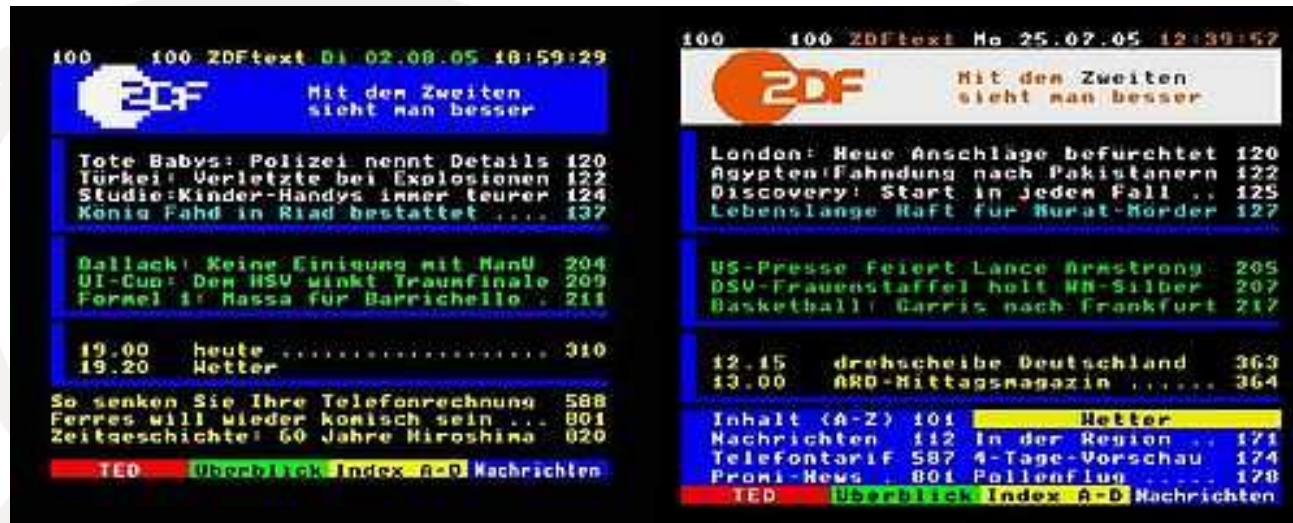 100 100 ZDFtext Di 02.08.05 18:59:29
ZDF
Mit dem Zweiten
sieht man besser
Tote Babys: Polizei nennt Details 120
Türkei: Verletzte bei Explosionen 122
Studie:Kinder-Handys immer teurer 124
König Fahd in Riad bestattet .... 137
Ballack: Keine Einigung mit ManU 204
UI-Cup: Dem HSV winkt Traumfinale 209
Formel 1: Massa für Barrichello . 211
19.00 heute ................... 310
19.20 Wetter
So senken Sie Ihre Telefonrechnung 588
Ferres will wieder komisch sein ... 801
Zeitgeschichte: 60 Jahre Hiroshima 820
TED Überblick Index A-D Nachrichten
100 100 ZDFtext Mo 25.07.05 12:39:57
ZDF
Mit dem Zweiten
sieht man besser
London: Neue Anschläge befürchtet 120
Ägypten:Fahndung nach Pakistanern 122
Discovery: Start in jedem Fall .. 125
Lebenslange Haft für Murat-Mörder 127
US-Presse feiert Lance Armstrong 205
DSV-Frauenstaffel holt WM-Silber 207
Basketball: Garris nach Frankfurt 217
12.15 drehscheibe Deutschland 363
13.00 ARD-Mittagsmagazin ...... 364
Inhalt (A-Z) 101 Wetter
Nachrichten 112 In der Region .. 171
Telefontarif 587 4-Tage-Vorschau 174
Promi-News . 801 Pollenflug ..... 178
TED Überblick Index A-D Nachrichten